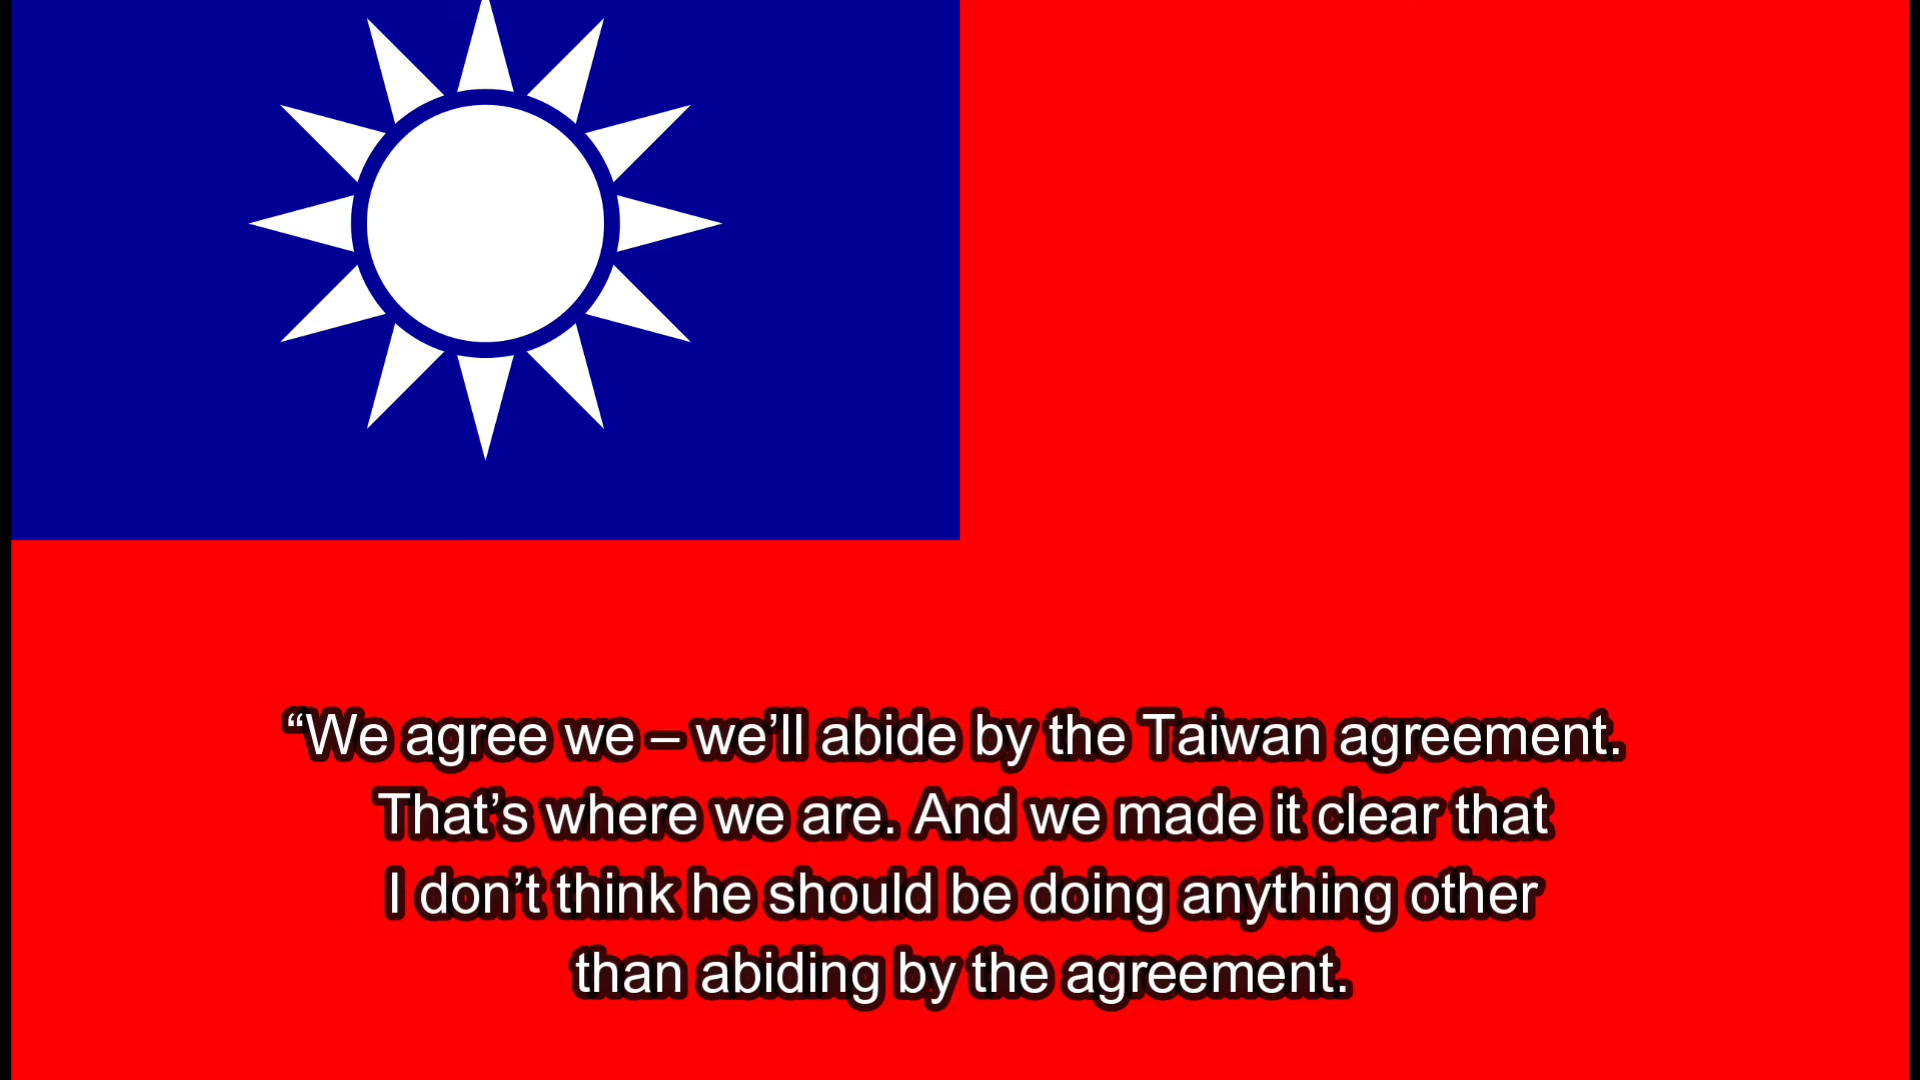 “We agree we – we’ll abide by the Taiwan agreement.
That’s where we are. And we made it clear that
I don’t think he should be doing anything other
than abiding by the agreement.